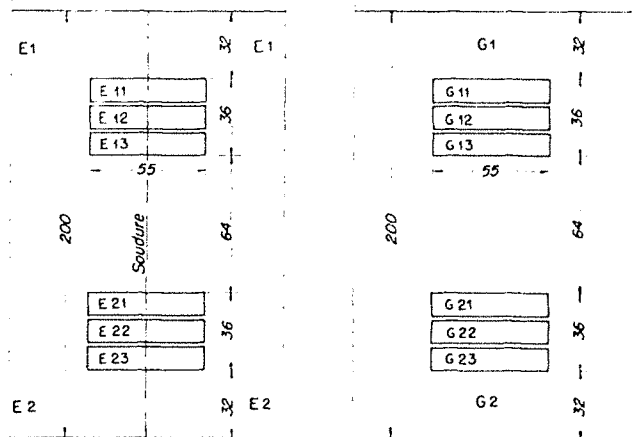 E1 32 E1
E 11
E 12
E 13
36
55
200
Soudure
64
E 21
E 22
E 23
36
E 2 32 E2
G1 32
G 11
G 12
G 13
36
55
200
64
G 21
G 22
G 23
36
G2 32